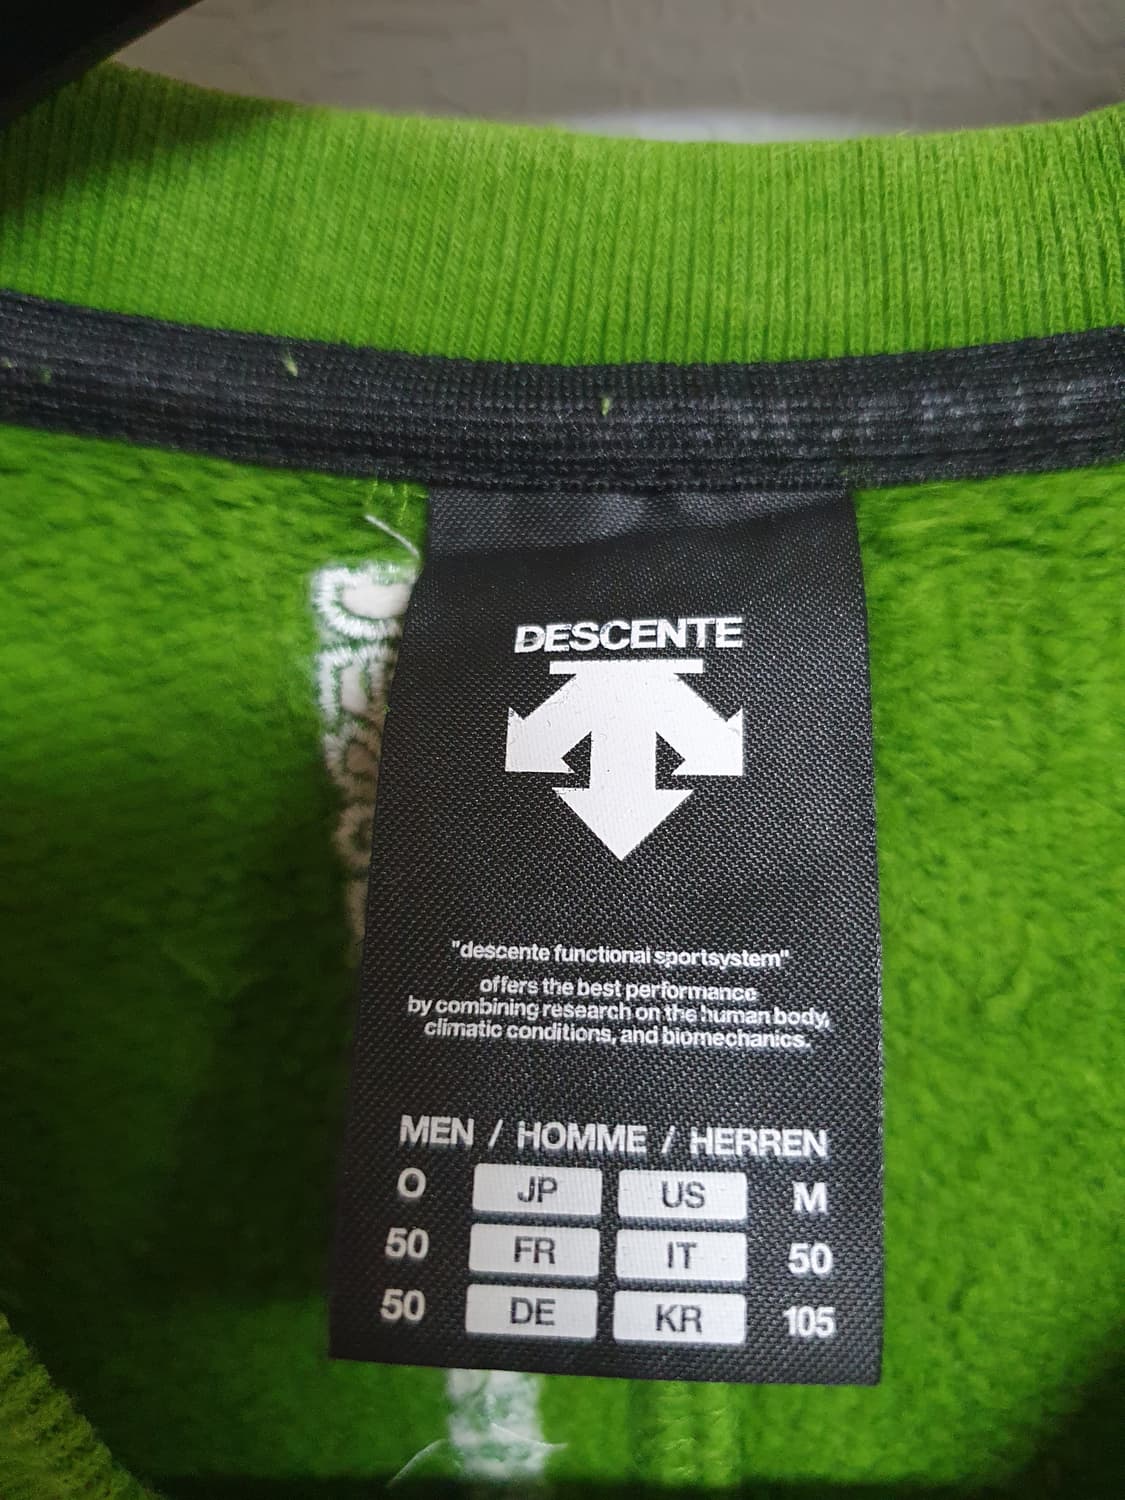 DESCENTE
"descente functional sportsystem"
offers the best performance
by combining research on the human body,
climatic conditions, and biomechanics.
MEN / HOMME / HERREN
O JP US M
50 FR IT 50
50 DE KR 105